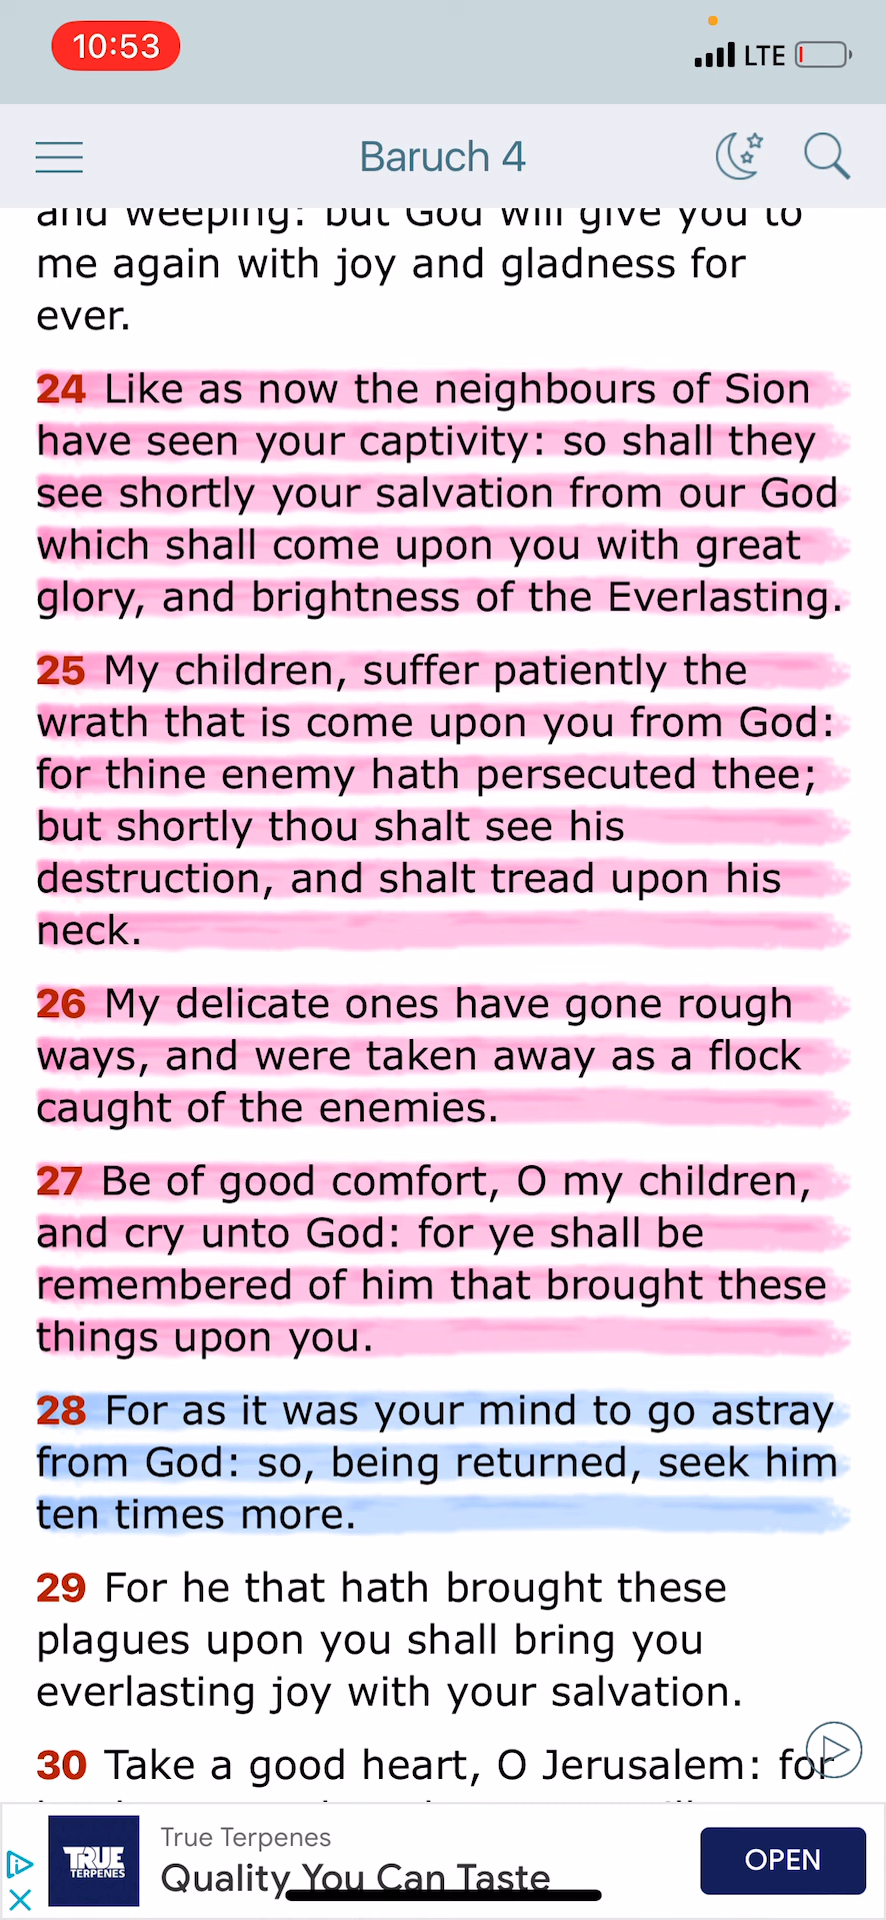 10:53
LTE
Baruch 4
and weeping: but God will give you to
me again with joy and gladness for
ever.
24 Like as now the neighbours of Sion
have seen your captivity: so shall they
see shortly your salvation from our God
which shall come upon you with great
glory, and brightness of the Everlasting.
25 My children, suffer patiently the
wrath that is come upon you from God:
for thine enemy hath persecuted thee;
but shortly thou shalt see his
destruction, and shalt tread upon his
neck.
26 My delicate ones have gone rough
ways, and were taken away as a flock
caught of the enemies.
27 Be of good comfort, O my children,
and cry unto God: for ye shall be
remembered of him that brought these
things upon you.
28 For as it was your mind to go astray
from God: so, being returned, seek him
ten times more.
29 For he that hath brought these
plagues upon you shall bring you
everlasting joy with your salvation.
30 Take a good heart, O Jerusalem: for
TRUE
TERPENES
True Terpenes
Quality You Can Taste
OPEN